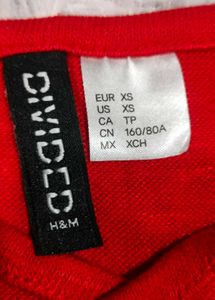 DIVIDED
H&M
EUR XS
US XS
CA TP
CN 160/80A
MX XCH